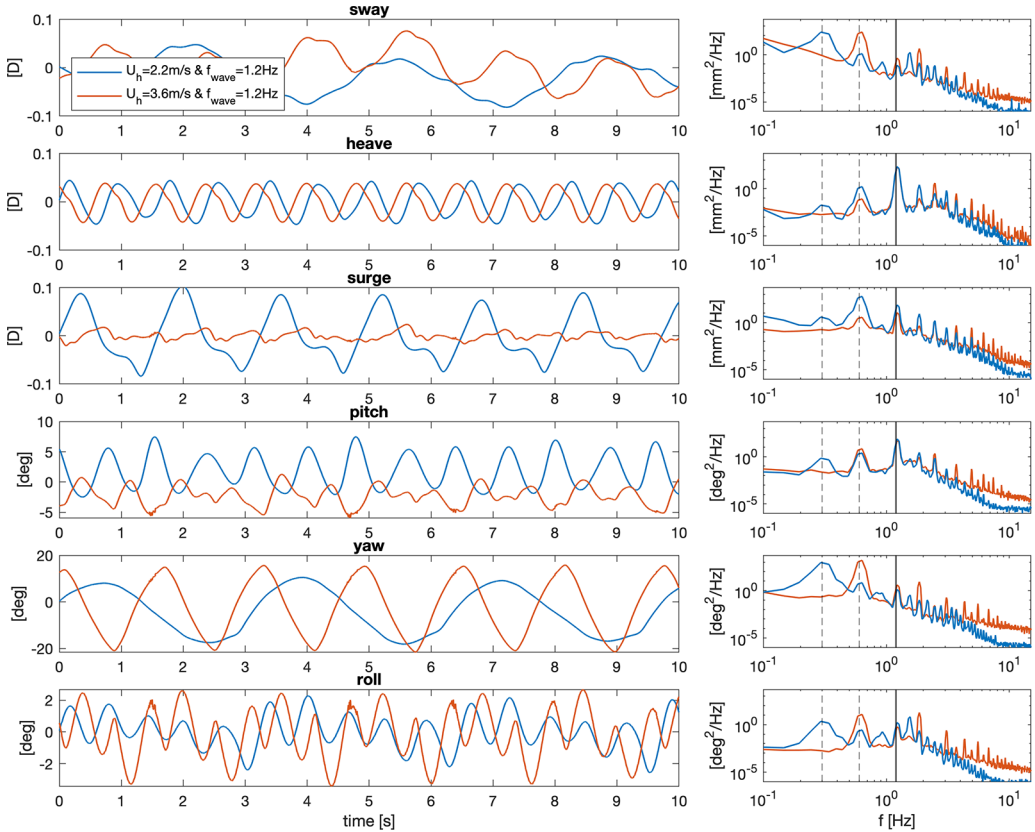 sway
0.1
0
-0.1
[D]
U_h=2.2m/s & f_wave=1.2Hz
U_h=3.6m/s & f_wave=1.2Hz
0 1 2 3 4 5 6 7 8 9 10
[mm²/Hz]
10⁰
10⁻⁵
10⁻¹ 10⁰ 10¹
heave
0.1
0
-0.1
[D]
0 1 2 3 4 5 6 7 8 9 10
[mm²/Hz]
10⁰
10⁻⁵
10⁻¹ 10⁰ 10¹
surge
0.1
0
-0.1
[D]
0 1 2 3 4 5 6 7 8 9 10
[mm²/Hz]
10⁰
10⁻⁵
10⁻¹ 10⁰ 10¹
pitch
10
5
0
-5
[deg]
0 1 2 3 4 5 6 7 8 9 10
[deg²/Hz]
10⁰
10⁻⁵
10⁻¹ 10⁰ 10¹
yaw
20
0
-20
[deg]
0 1 2 3 4 5 6 7 8 9 10
[deg²/Hz]
10⁰
10⁻⁵
10⁻¹ 10⁰ 10¹
roll
2
0
-2
[deg]
0 1 2 3 4 5 6 7 8 9 10
time [s]
[deg²/Hz]
10⁰
10⁻⁵
10⁻¹ 10⁰ 10¹
f [Hz]